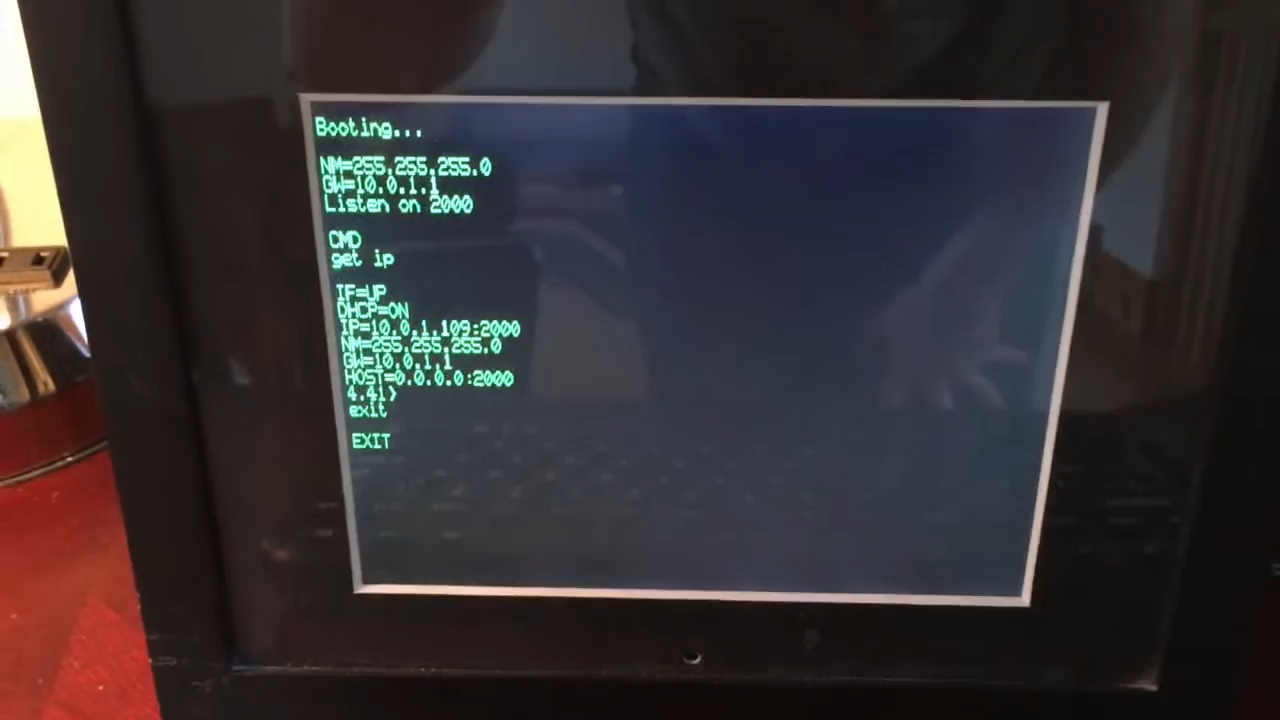 Booting...
NM=255.255.255.0
GW=10.0.1.1
Listen on 2000
CMD
get ip
IF=UP
DHCP=ON
IP=10.0.1.109:2000
NM=255.255.255.0
GW=10.0.1.1
HOST=0.0.0.0:2000
4.41>
exit
EXIT